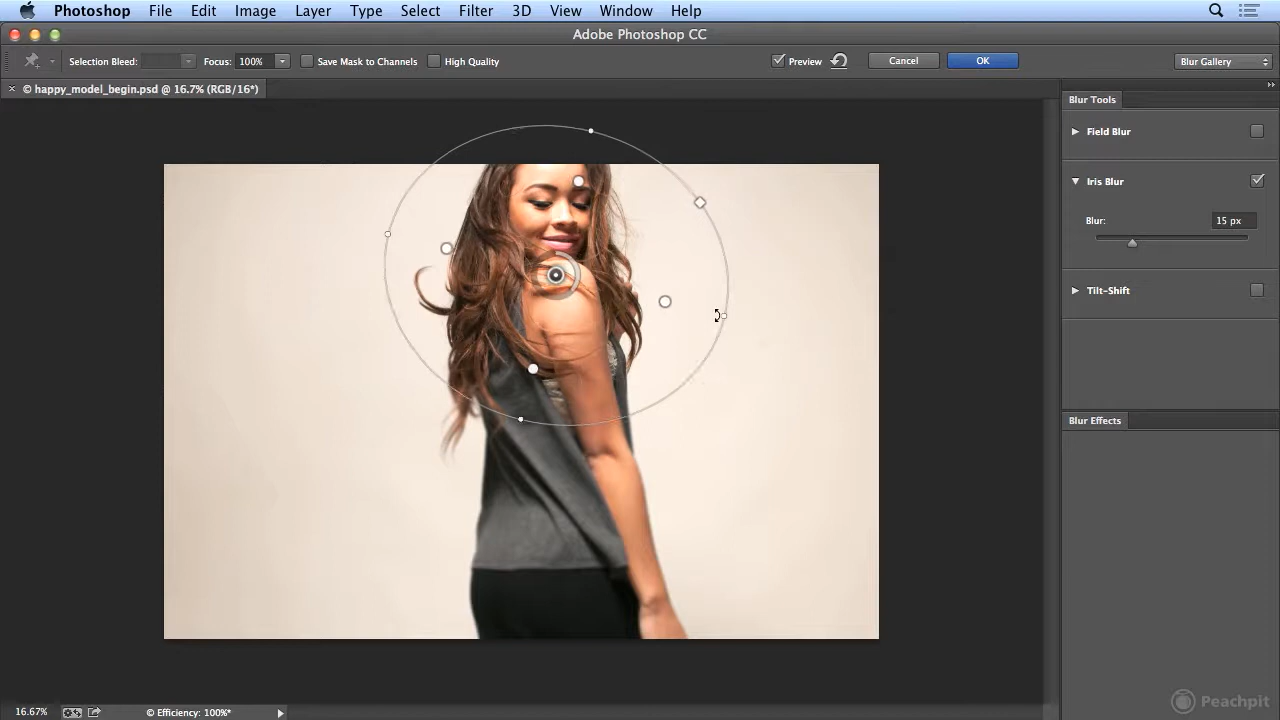 Photoshop File Edit Image Layer Type Select Filter 3D View Window Help
Adobe Photoshop CC
Selection Bleed: Focus: 100% Save Mask to Channels High Quality Preview Cancel OK Blur Gallery
× © happy_model_begin.psd @ 16.7% (RGB/16*)
Blur Tools
Field Blur
Iris Blur
Blur: 15 px
Tilt-Shift
Blur Effects
Peachpit
16.67% © Efficiency: 100%*